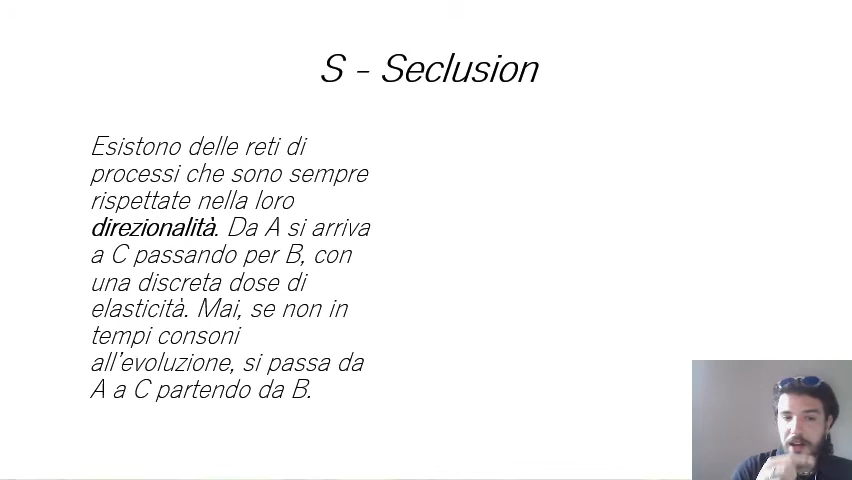 S - Seclusion
Esistono delle reti di
processi che sono sempre
rispettate nella loro
direzionalità. Da A si arriva
a C passando per B, con
una discreta dose di
elasticità. Mai, se non in
tempi consoni
all'evoluzione, si passa da
A a C partendo da B.